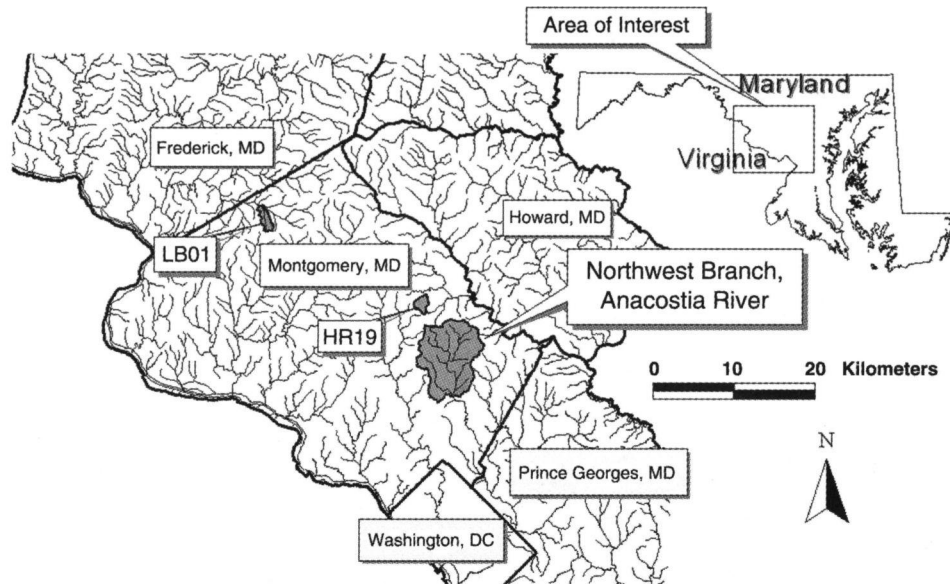 Area of Interest
Maryland
Virginia
Frederick, MD
Howard, MD
LB01
Montgomery, MD
Northwest Branch,
Anacostia River
HR19
0 10 20 Kilometers
Prince Georges, MD
N
Washington, DC